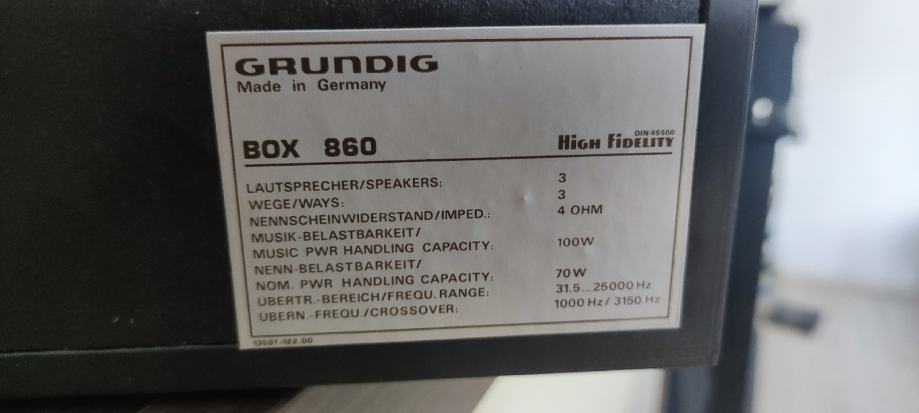 GRUNDIG
Made in Germany
BOX 860
DIN 45500
HIGH FIDELITY
LAUTSPRECHER/SPEAKERS: 3
WEGE/WAYS: 3
NENNSCHEINWIDERSTAND/IMPED.: 4 OHM
MUSIK-BELASTBARKEIT/
MUSIC PWR HANDLING CAPACITY: 100W
NENN-BELASTBARKEIT/
NOM. PWR HANDLING CAPACITY: 70W
ÜBERTR.-BEREICH/FREQU. RANGE: 31.5...25000 Hz
ÜBERN.-FREQU./CROSSOVER: 1000 Hz / 3150 Hz